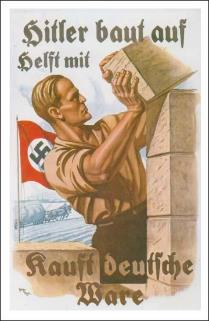 Hitler baut auf
Helft mit
Kauft deutsche
Ware